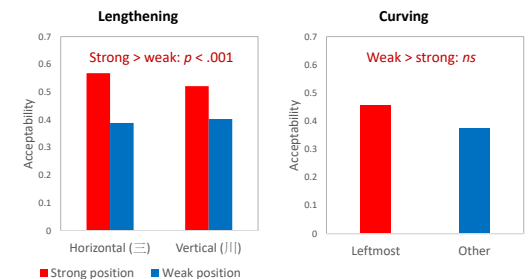 Lengthening
Strong > weak: p < .001
Acceptability
0.7
0.6
0.5
0.4
0.3
0.2
0.1
0
Horizontal (三)
Vertical (川)
Strong position
Weak position
Curving
Weak > strong: ns
Acceptability
0.7
0.6
0.5
0.4
0.3
0.2
0.1
0
Leftmost
Other